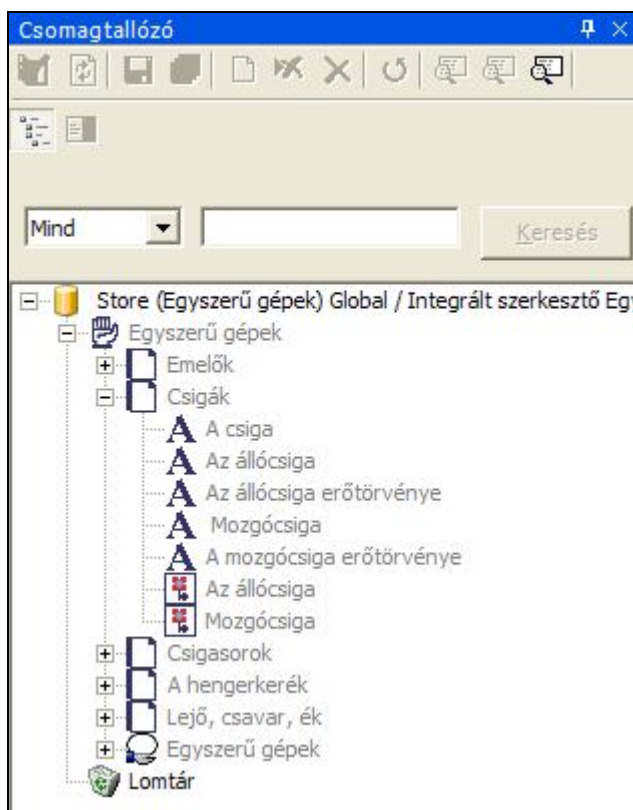 Csomagtallózó
Mind
Keresés
Store (Egyszerű gépek) Global / Integrált szerkesztő Egy
Egyszerű gépek
Emelők
Csigák
A csiga
Az állócsiga
Az állócsiga erőtörvénye
Mozgócsiga
A mozgócsiga erőtörvénye
Az állócsiga
Mozgócsiga
Csigasorok
A hengerkerék
Lejő, csavar, ék
Egyszerű gépek
Lomtár